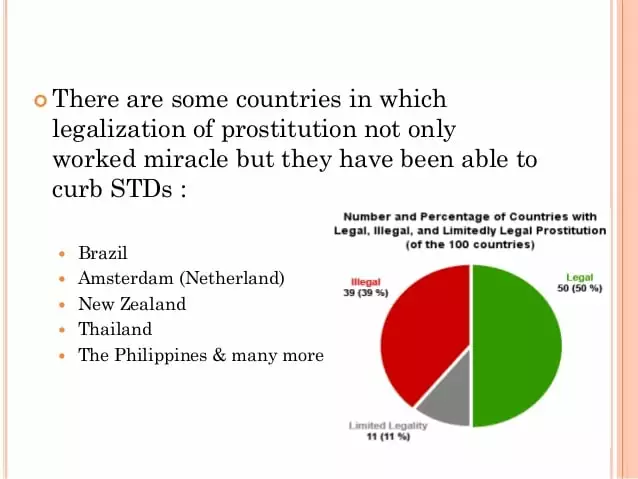 There are some countries in which
legalization of prostitution not only
worked miracle but they have been able to
curb STDs :
Brazil
Amsterdam (Netherland)
New Zealand
Thailand
The Philippines & many more
Number and Percentage of Countries with
Legal, Illegal, and Limitedly Legal Prostitution
(of the 100 countries)
Illegal
39 (39 %)
Legal
50 (50 %)
Limited Legality
11 (11 %)